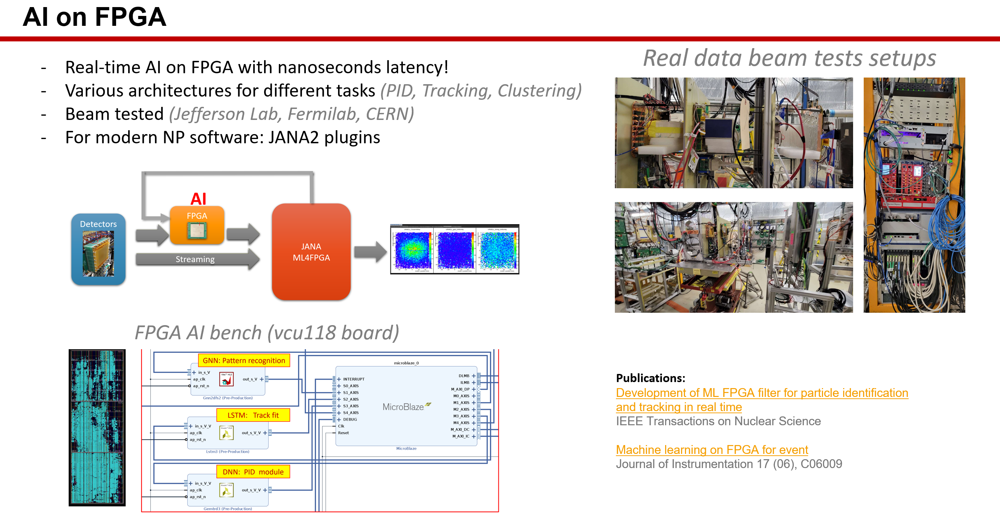 AI on FPGA
- Real-time AI on FPGA with nanoseconds latency!
- Various architectures for different tasks (PID, Tracking, Clustering)
- Beam tested (Jefferson Lab, Fermilab, CERN)
- For modern NP software: JANA2 plugins
Real data beam tests setups
AI
FPGA
Detectors
Streaming
JANA
ML4FPGA
FPGA AI bench (vcu118 board)
GNN: Pattern recognition
in_s_V
ap_clk
ap_rst_n
out_s_V
Gnn2dfs2 (Pre-Production)
LSTM: Track fit
in_s_V_V
ap_clk
ap_rst_n
out_s_V_V
Lstm3 (Pre-Production)
DNN: PID module
in_s_V_V
ap_clk
ap_rst_n
out_s_V_V
Gemtrd3 (Pre-Production)
microblaze_0
INTERRUPT
S0_AXIS
S1_AXIS
S2_AXIS
S3_AXIS
S4_AXIS
DEBUG
Clk
Reset
MicroBlaze
DLMB
ILMB
M_AXI_DP
M0_AXIS
M1_AXIS
M2_AXIS
M3_AXIS
M4_AXIS
M_AXI_DC
M_AXI_IC
MicroBlaze
Publications:
Development of ML FPGA filter for particle identification
and tracking in real time
IEEE Transactions on Nuclear Science
Machine learning on FPGA for event
Journal of Instrumentation 17 (06), C06009